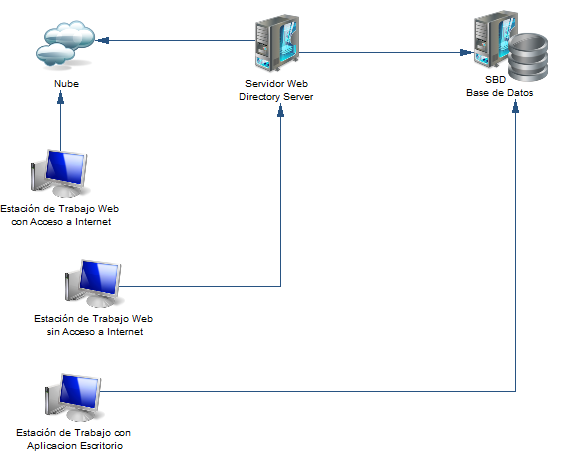 Nube
Servidor Web
Directory Server
SBD
Base de Datos
Estación de Trabajo Web
con Acceso a Internet
Estación de Trabajo Web
sin Acceso a Internet
Estación de Trabajo con
Aplicacion Escritorio